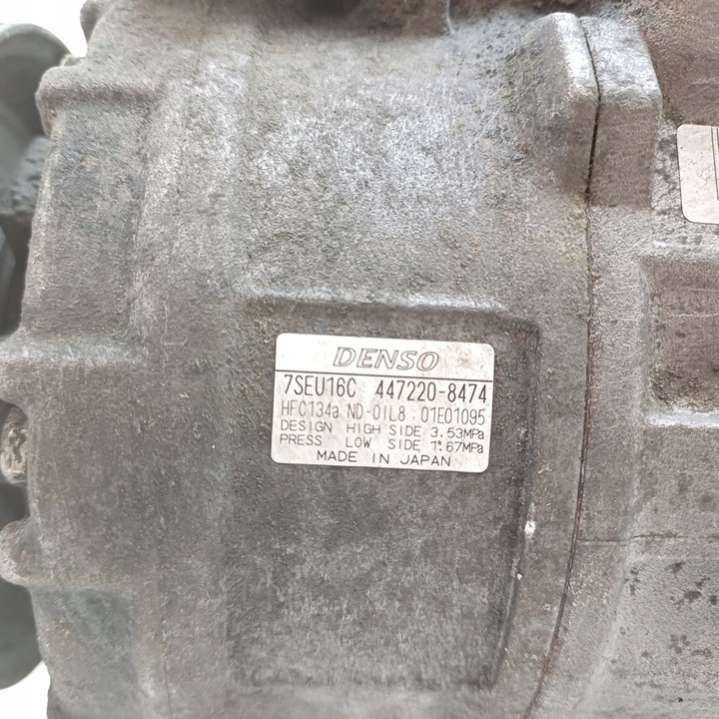 DENSO
7SEU16C 447220-8474
HFC134a ND-OIL8 01E01095
DESIGN HIGH SIDE 3.53MPa
PRESS LOW SIDE 1.67MPa
MADE IN JAPAN